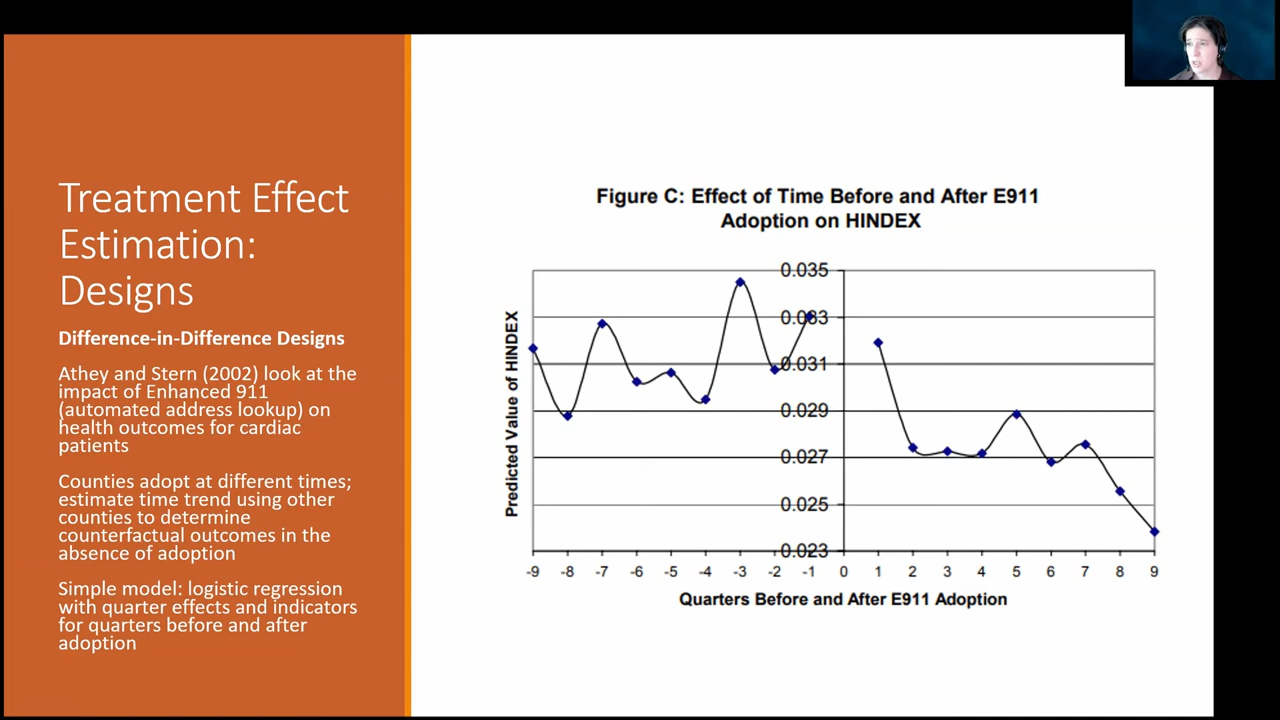 Treatment Effect
Estimation:
Designs
Difference-in-Difference Designs
Athey and Stern (2002) look at the
impact of Enhanced 911
(automated address lookup) on
health outcomes for cardiac
patients
Counties adopt at different times;
estimate time trend using other
counties to determine
counterfactual outcomes in the
absence of adoption
Simple model: logistic regression
with quarter effects and indicators
for quarters before and after
adoption
Figure C: Effect of Time Before and After E911
Adoption on HINDEX
Predicted Value of HINDEX
0.035
0.033
0.031
0.029
0.027
0.025
0.023
-9 -8 -7 -6 -5 -4 -3 -2 -1 0 1 2 3 4 5 6 7 8 9
Quarters Before and After E911 Adoption